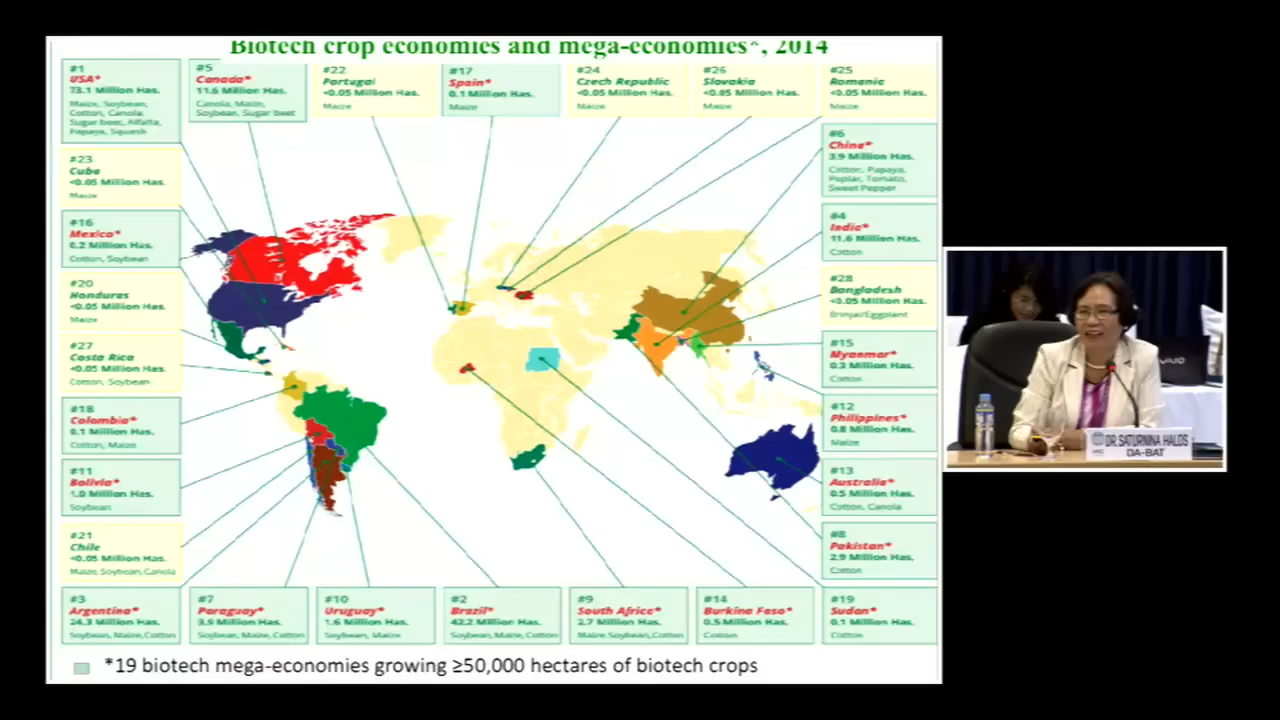 Biotech crop economies and mega-economies*, 2014
#1
USA*
73.1 Million Has.
Maize, Soybean,
Cotton, Canola,
Sugar beet, Alfalfa,
Papaya, Squash
#5
Canada*
11.6 Million Has.
Canola, Maize,
Soybean, Sugar beet
#22
Portugal
<0.05 Million Has.
Maize
#17
Spain*
0.1 Million Has.
Maize
#24
Czech Republic
<0.05 Million Has.
Maize
#26
Slovakia
<0.05 Million Has.
Maize
#25
Romania
<0.05 Million Has.
Maize
#23
Cuba
<0.05 Million Has.
Maize
#16
Mexico*
0.2 Million Has.
Cotton, Soybean
#20
Honduras
<0.05 Million Has.
Maize
#27
Costa Rica
<0.05 Million Has.
Cotton, Soybean
#18
Colombia*
0.1 Million Has.
Cotton, Maize
#11
Bolivia*
1.0 Million Has.
Soybean
#21
Chile
<0.05 Million Has.
Maize, Soybean, Canola
#6
China*
3.9 Million Has.
Cotton, Papaya,
Poplar, Tomato,
Sweet Pepper
#4
India*
11.6 Million Has.
Cotton
#28
Bangladesh
<0.05 Million Has.
Brinjal/Eggplant
#15
Myanmar*
0.3 Million Has.
Cotton
#12
Philippines*
0.8 Million Has.
Maize
#13
Australia*
0.5 Million Has.
Cotton, Canola
#8
Pakistan*
2.9 Million Has.
Cotton
#3
Argentina*
24.3 Million Has.
Soybean, Maize, Cotton
#7
Paraguay*
3.9 Million Has.
Soybean, Maize, Cotton
#10
Uruguay*
1.6 Million Has.
Soybean, Maize
#2
Brazil*
42.2 Million Has.
Soybean, Maize, Cotton
#9
South Africa*
2.7 Million Has.
Maize Soybean, Cotton
#14
Burkina Faso*
0.5 Million Has.
Cotton
#19
Sudan*
0.1 Million Has.
Cotton
*19 biotech mega-economies growing ≥50,000 hectares of biotech crops
DR. SATURNINA HALOS
DA-BAT